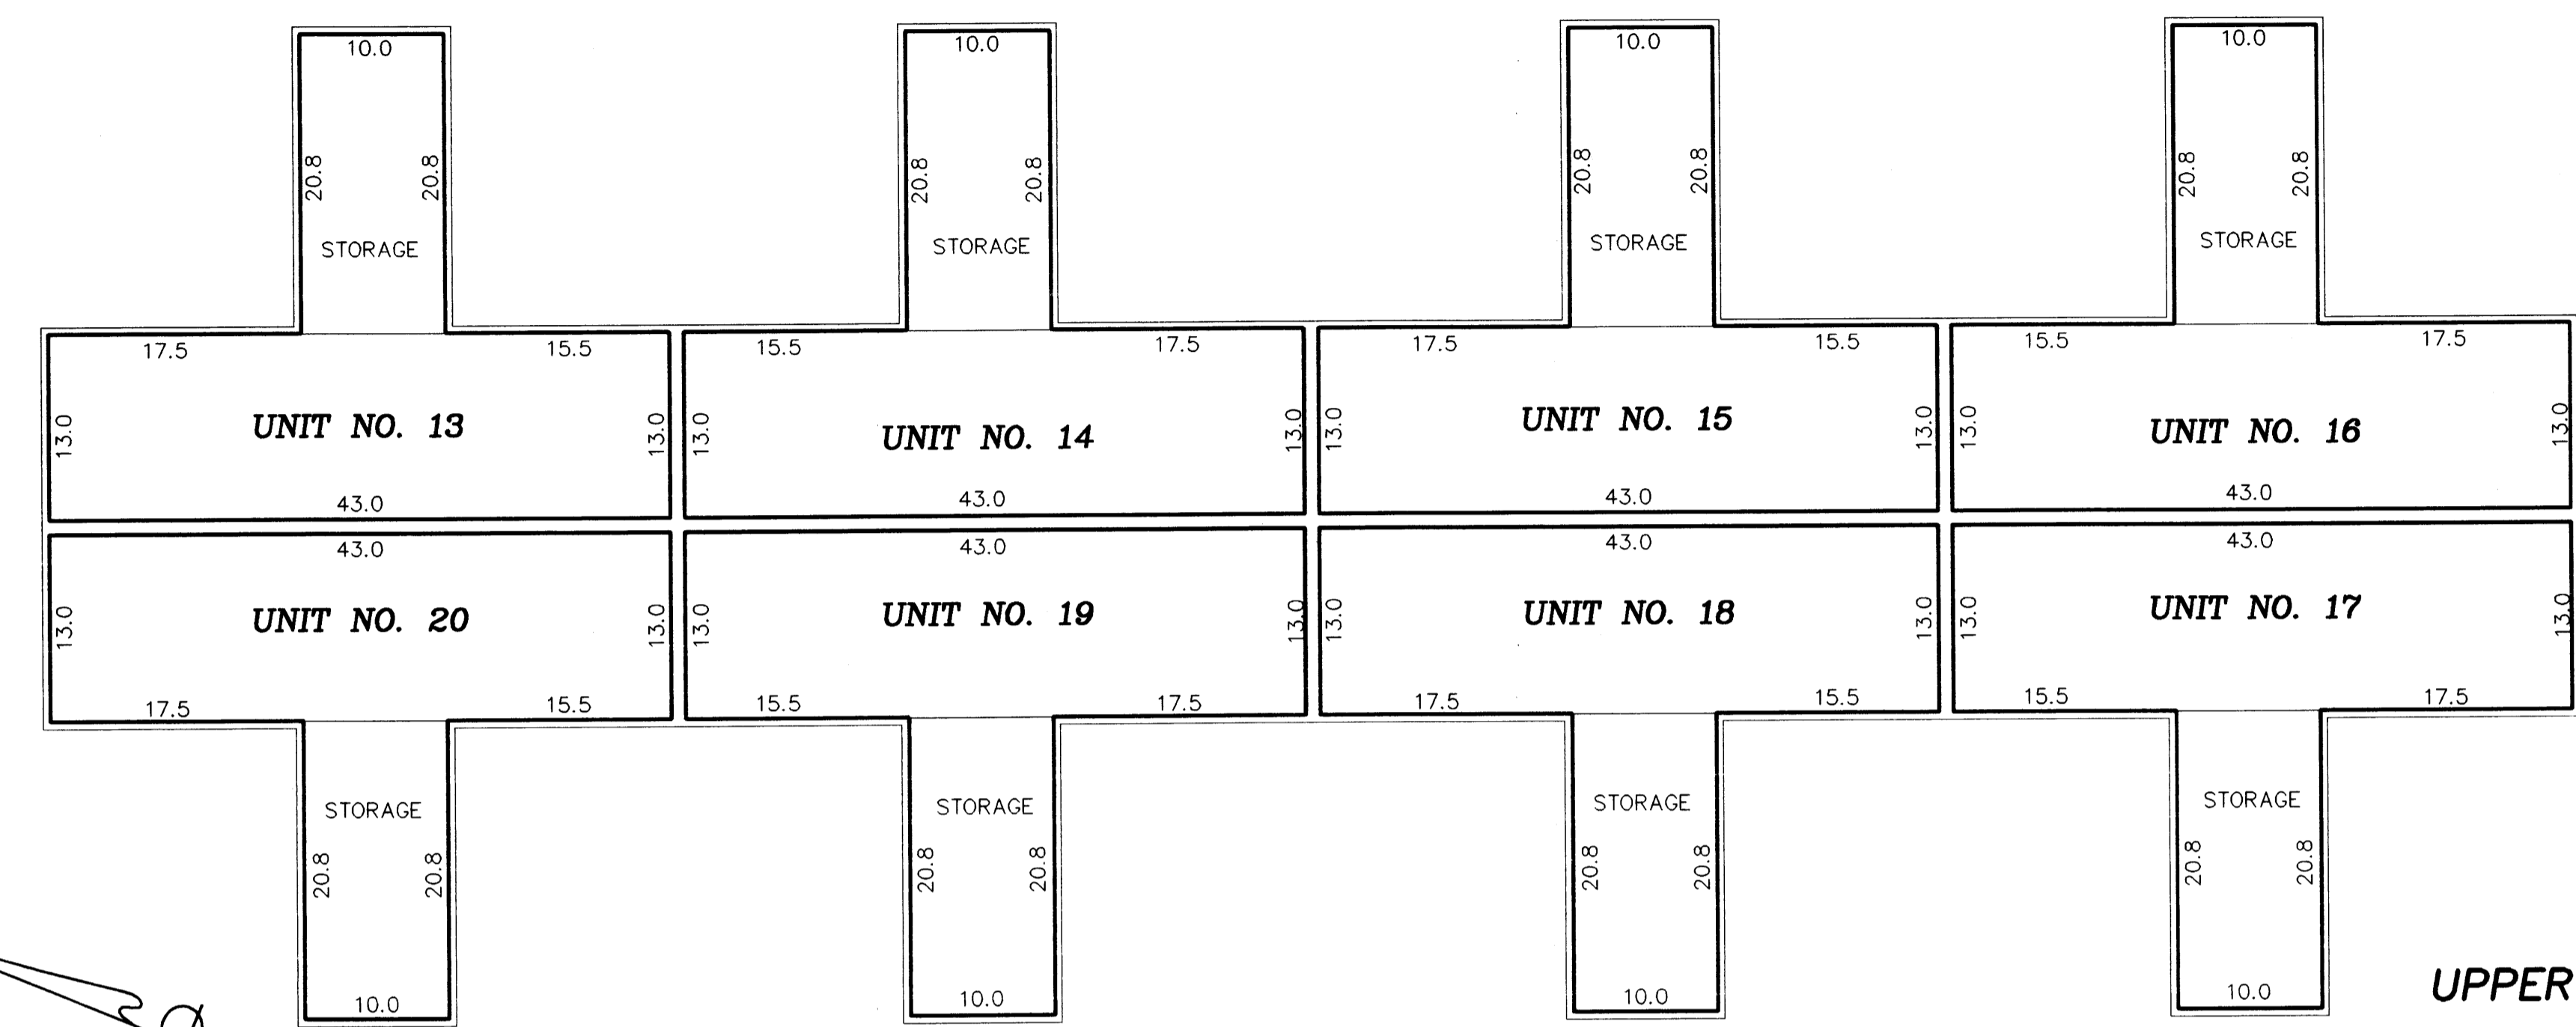 10.0 10.0 10.0 10.0
20.8 20.8 20.8 20.8 20.8 20.8 20.8 20.8
STORAGE STORAGE STORAGE STORAGE
17.5 15.5 15.5 17.5 17.5 15.5 15.5 17.5
13.0 13.0 13.0 13.0 13.0 13.0 13.0 13.0
UNIT NO. 13 UNIT NO. 14 UNIT NO. 15 UNIT NO. 16
43.0 43.0 43.0 43.0
43.0 43.0 43.0 43.0
13.0 13.0 13.0 13.0 13.0 13.0 13.0 13.0
UNIT NO. 20 UNIT NO. 19 UNIT NO. 18 UNIT NO. 17
17.5 15.5 15.5 17.5 17.5 15.5 15.5 17.5
STORAGE STORAGE STORAGE STORAGE
20.8 20.8 20.8 20.8 20.8 20.8 20.8 20.8
10.0 10.0 10.0 10.0
UPPER